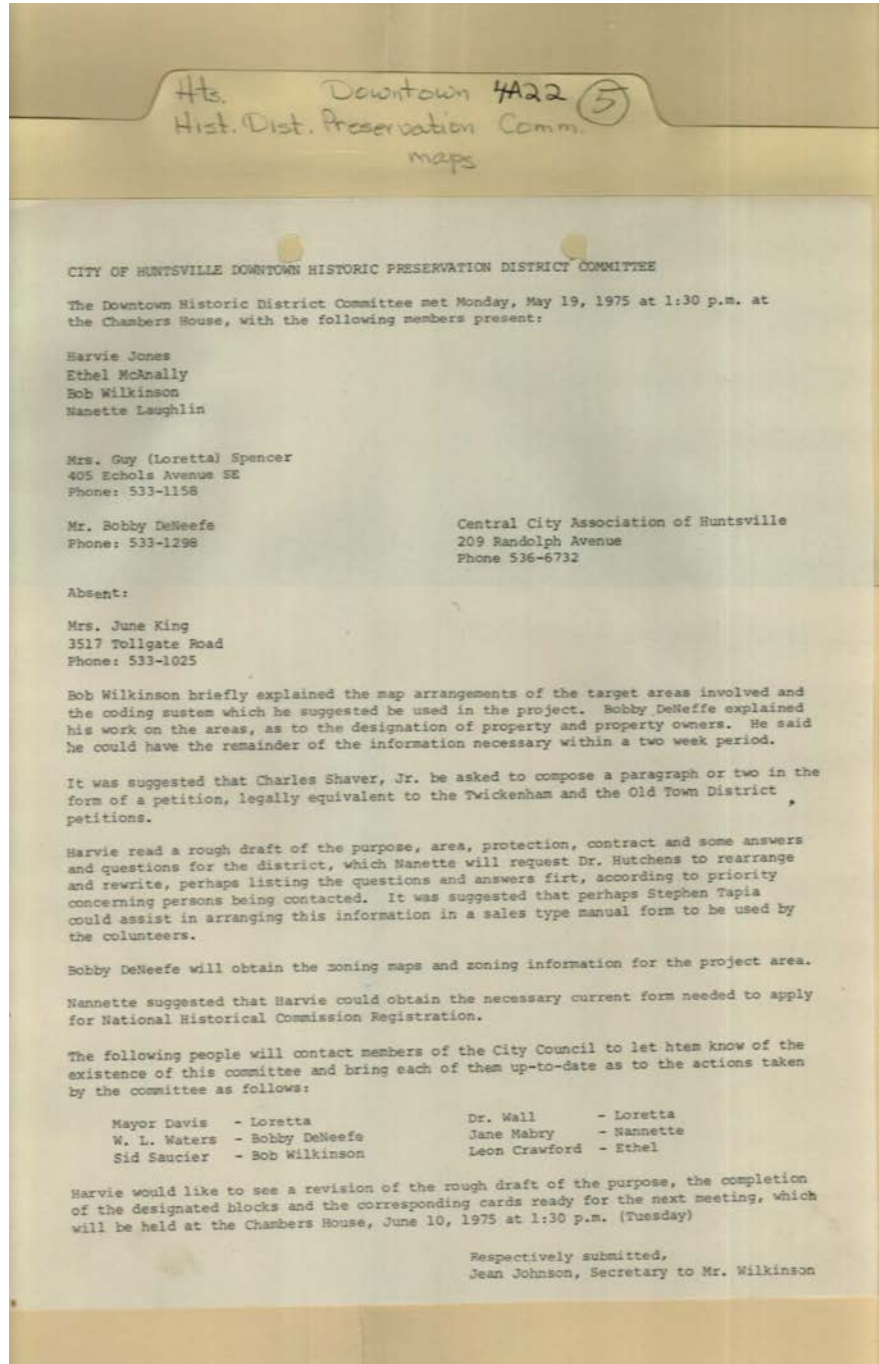 Hts. Downtown 4A22 5
Hist. Dist. Preservation Comm.
maps
CITY OF HUNTSVILLE DOWNTOWN HISTORIC PRESERVATION DISTRICT COMMITTEE
The Downtown Historic District Committee met Monday, May 19, 1975 at 1:30 p.m. at
the Chambers House, with the following members present:
Harvie Jones
Ethel McAnally
Bob Wilkinson
Nanette Laughlin
Mrs. Guy (Loretta) Spencer
405 Echols Avenue SE
Phone: 533-1158
Mr. Bobby DeNeefe
Phone: 533-1298
Central City Association of Huntsville
209 Randolph Avenue
Phone 536-6732
Absent:
Mrs. June King
3517 Tollgate Road
Phone: 533-1025
Bob Wilkinson briefly explained the map arrangements of the target areas involved and
the coding sustem which he suggested be used in the project. Bobby DeNeffe explained
his work on the areas, as to the designation of property and property owners. He said
he could have the remainder of the information necessary within a two week period.
It was suggested that Charles Shaver, Jr. be asked to compose a paragraph or two in the
form of a petition, legally equivalent to the Twickenham and the Old Town District
petitions.
Harvie read a rough draft of the purpose, area, protection, contract and some answers
and questions for the district, which Nanette will request Dr. Hutchens to rearrange
and rewrite, perhaps listing the questions and answers firt, according to priority
concerning persons being contacted. It was suggested that perhaps Stephen Tapia
could assist in arranging this information in a sales type manual form to be used by
the colunteers.
Bobby DeNeefe will obtain the zoning maps and zoning information for the project area.
Nannette suggested that Harvie could obtain the necessary current form needed to apply
for National Historical Commission Registration.
The following people will contact members of the City Council to let htem know of the
existence of this committee and bring each of them up-to-date as to the actions taken
by the committee as follows:
Mayor Davis - Loretta
W. L. Waters - Bobby DeNeefe
Sid Saucier - Bob Wilkinson
Dr. Wall - Loretta
Jane Mabry - Nannette
Leon Crawford - Ethel
Harvie would like to see a revision of the rough draft of the purpose, the completion
of the designated blocks and the corresponding cards ready for the next meeting, which
will be held at the Chambers House, June 10, 1975 at 1:30 p.m. (Tuesday)
Respectively submitted,
Jean Johnson, Secretary to Mr. Wilkinson